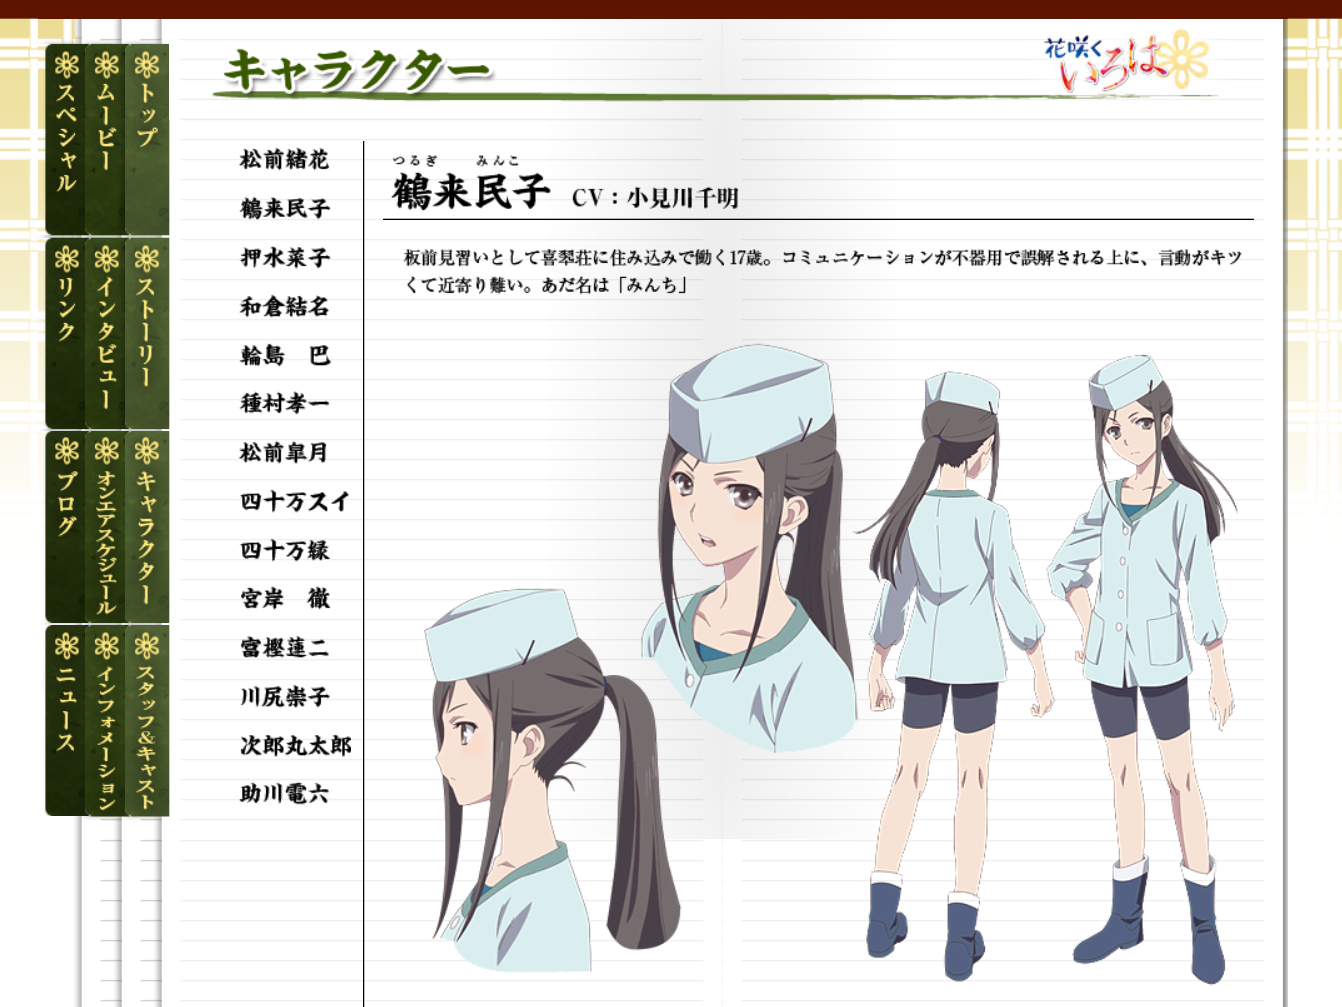 キャラクター
花咲く
いろは
トップ
ムービー
スペシャル
ストーリー
インタビュー
リンク
キャラクター
オンエアスケジュール
ブログ
スタッフ&キャスト
インフォメーション
ニュース
松前緒花
鶴来民子
押水菜子
和倉結名
輪島　巴
種村孝一
松前皐月
四十万スイ
四十万縁
宮岸　徹
富樫蓮二
川尻崇子
次郎丸太郎
助川電六
つるぎ　みんこ
鶴来民子　CV：小見川千明
板前見習いとして喜翆荘に住み込みで働く17歳。コミュニケーションが不器用で誤解される上に、言動がキツ
くて近寄り難い。あだ名は「みんち」